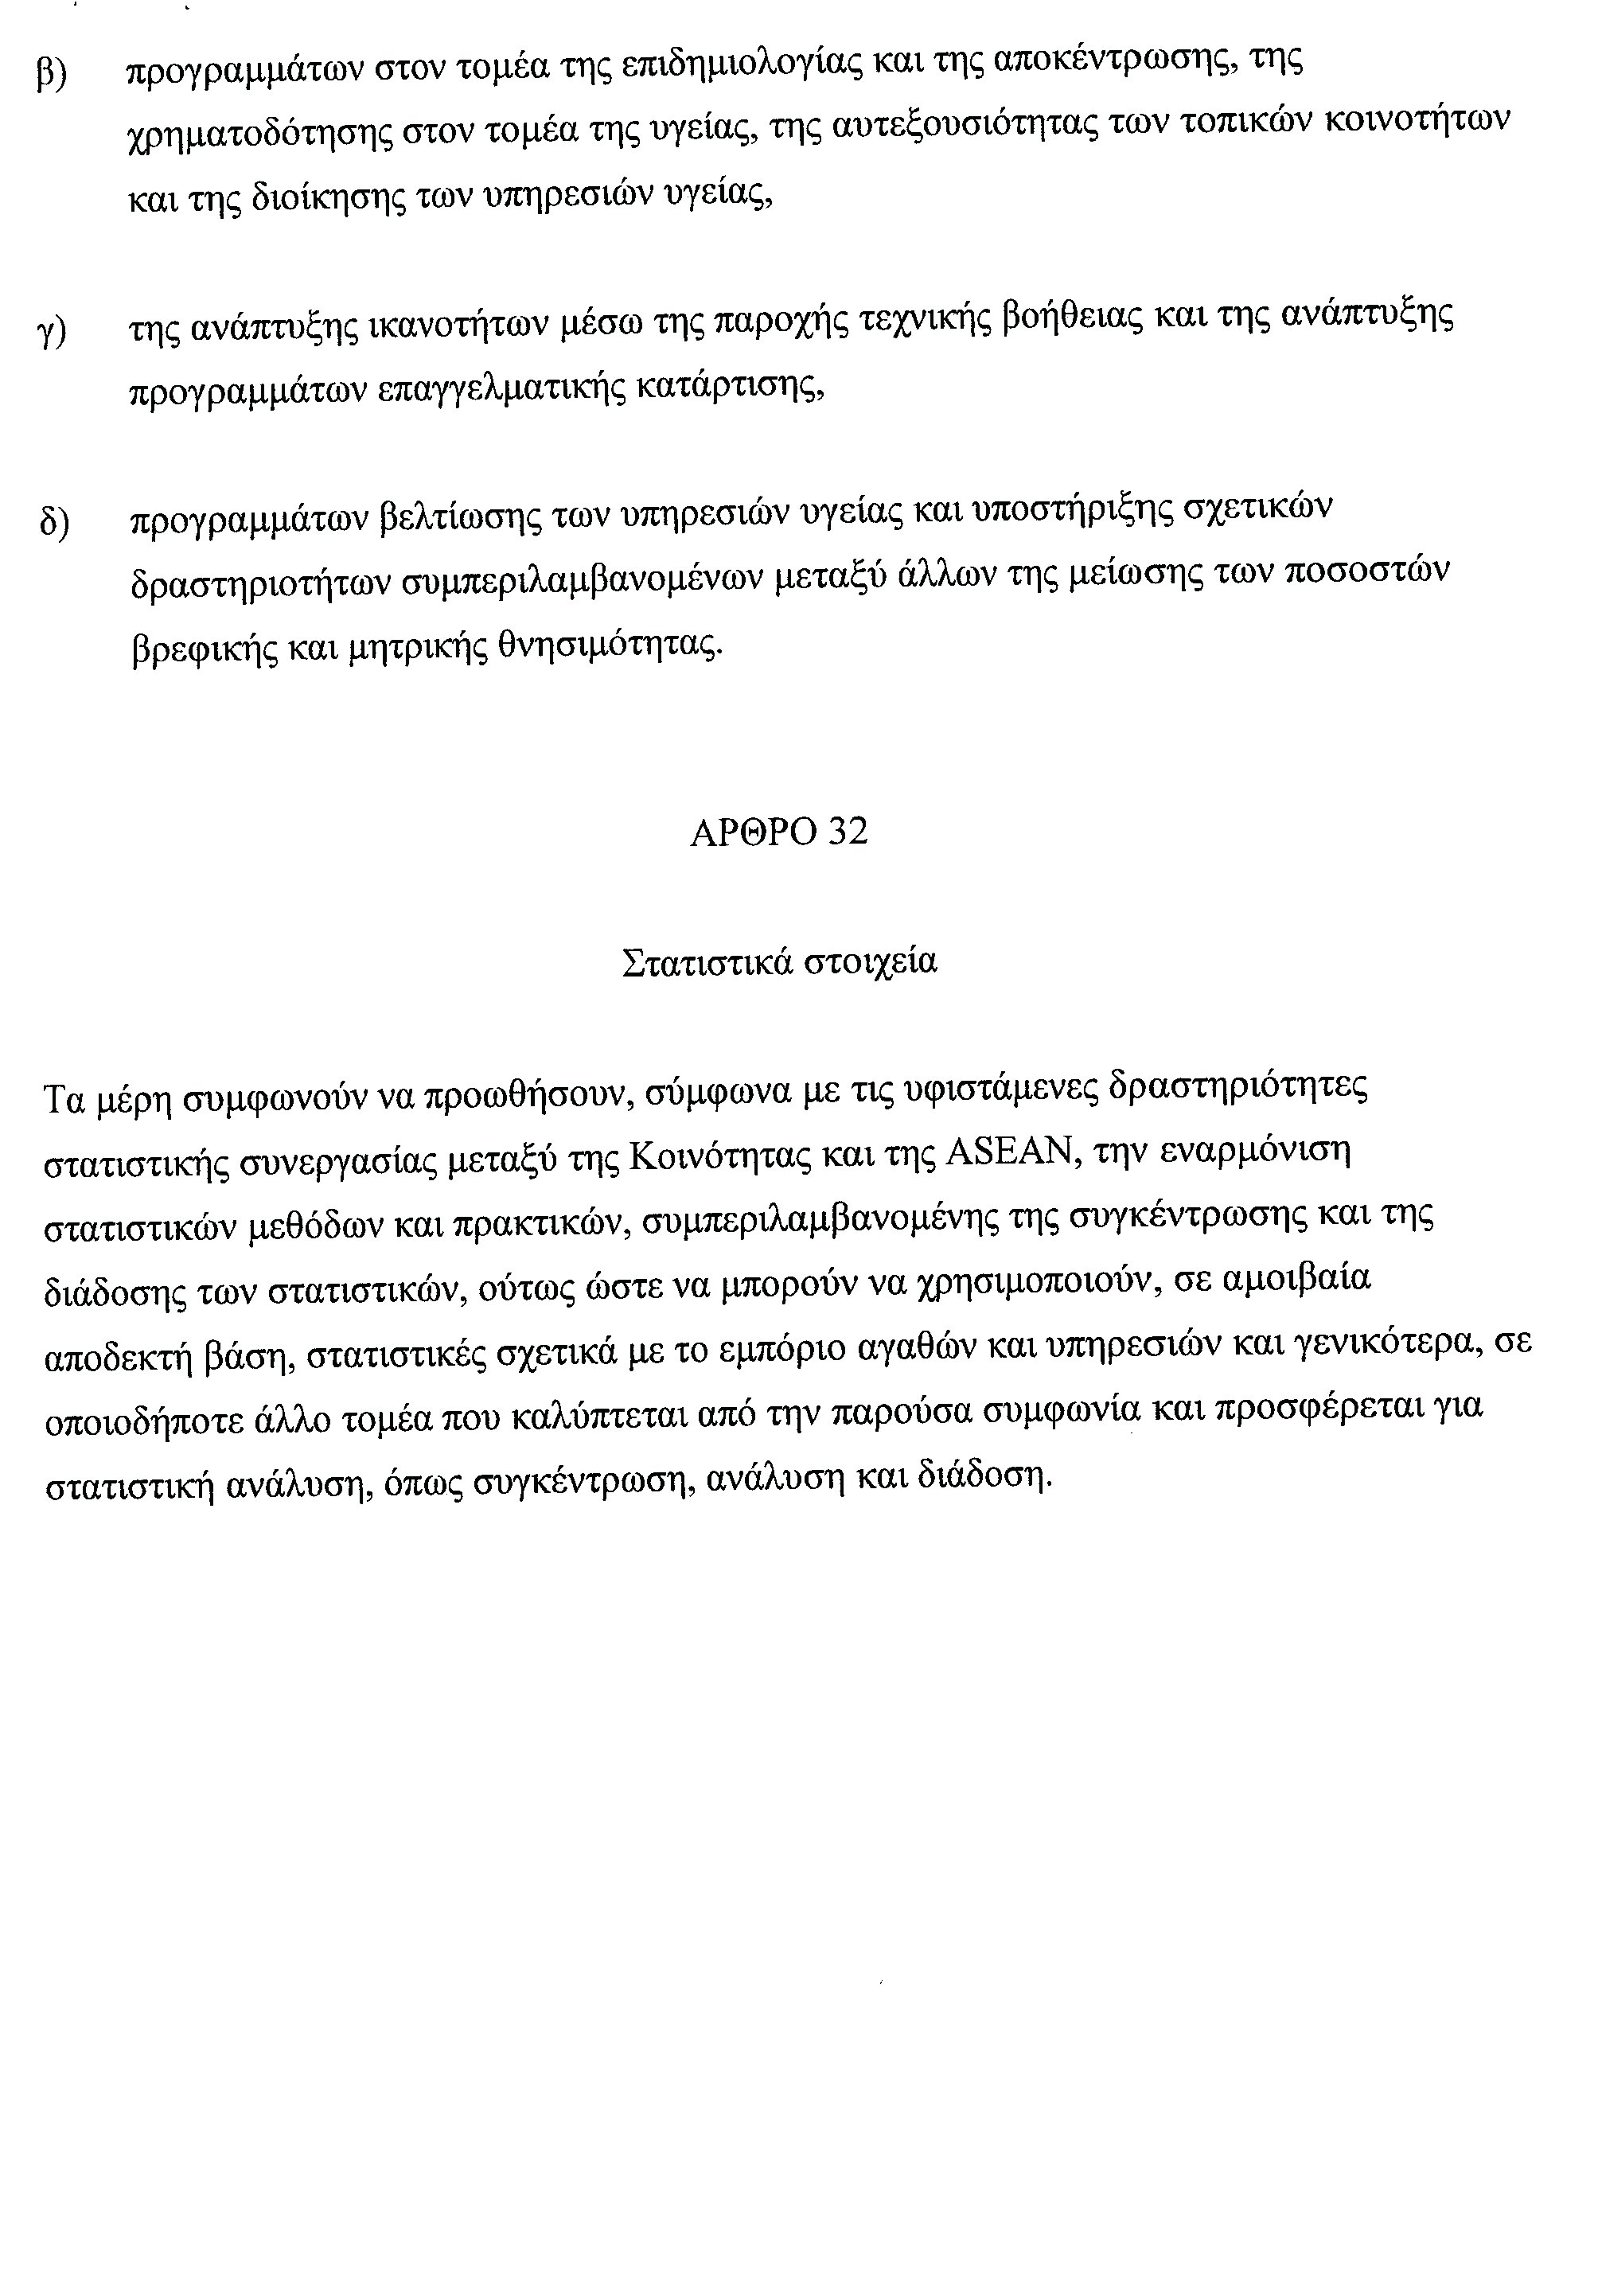 β) προγραμμάτων στον τομέα της επιδημιολογίας και της αποκέντρωσης, της
χρηματοδότησης στον τομέα της υγείας, της αυτεξουσιότητας των τοπικών κοινοτήτων
και της διοίκησης των υπηρεσιών υγείας,
γ) της ανάπτυξης ικανοτήτων μέσω της παροχής τεχνικής βοήθειας και της ανάπτυξης
προγραμμάτων επαγγελματικής κατάρτισης,
δ) προγραμμάτων βελτίωσης των υπηρεσιών υγείας και υποστήριξης σχετικών
δραστηριοτήτων συμπεριλαμβανομένων μεταξύ άλλων της μείωσης των ποσοστών
βρεφικής και μητρικής θνησιμότητας.
ΑΡΘΡΟ 32
Στατιστικά στοιχεία
Τα μέρη συμφωνούν να προωθήσουν, σύμφωνα με τις υφιστάμενες δραστηριότητες
στατιστικής συνεργασίας μεταξύ της Κοινότητας και της ASEAN, την εναρμόνιση
στατιστικών μεθόδων και πρακτικών, συμπεριλαμβανομένης της συγκέντρωσης και της
διάδοσης των στατιστικών, ούτως ώστε να μπορούν να χρησιμοποιούν, σε αμοιβαία
αποδεκτή βάση, στατιστικές σχετικά με το εμπόριο αγαθών και υπηρεσιών και γενικότερα, σε
οποιοδήποτε άλλο τομέα που καλύπτεται από την παρούσα συμφωνία και προσφέρεται για
στατιστική ανάλυση, όπως συγκέντρωση, ανάλυση και διάδοση.